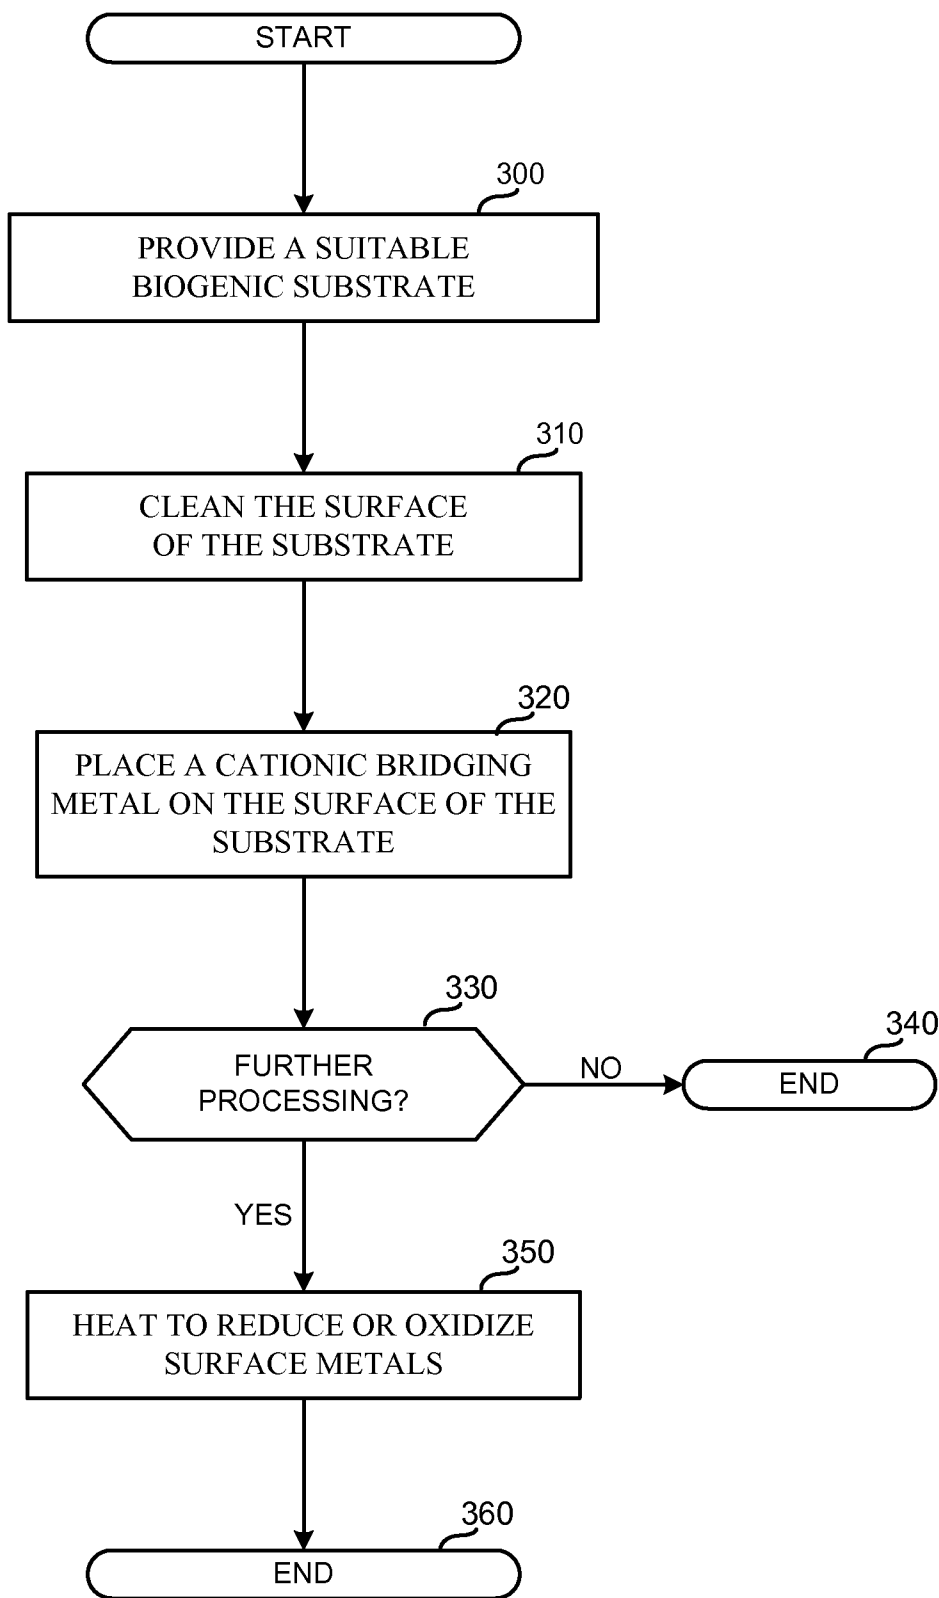 START
300
PROVIDE A SUITABLE
BIOGENIC SUBSTRATE
310
CLEAN THE SURFACE
OF THE SUBSTRATE
320
PLACE A CATIONIC BRIDGING
METAL ON THE SURFACE OF THE
SUBSTRATE
330
FURTHER
PROCESSING?
NO
340
END
YES
350
HEAT TO REDUCE OR OXIDIZE
SURFACE METALS
360
END